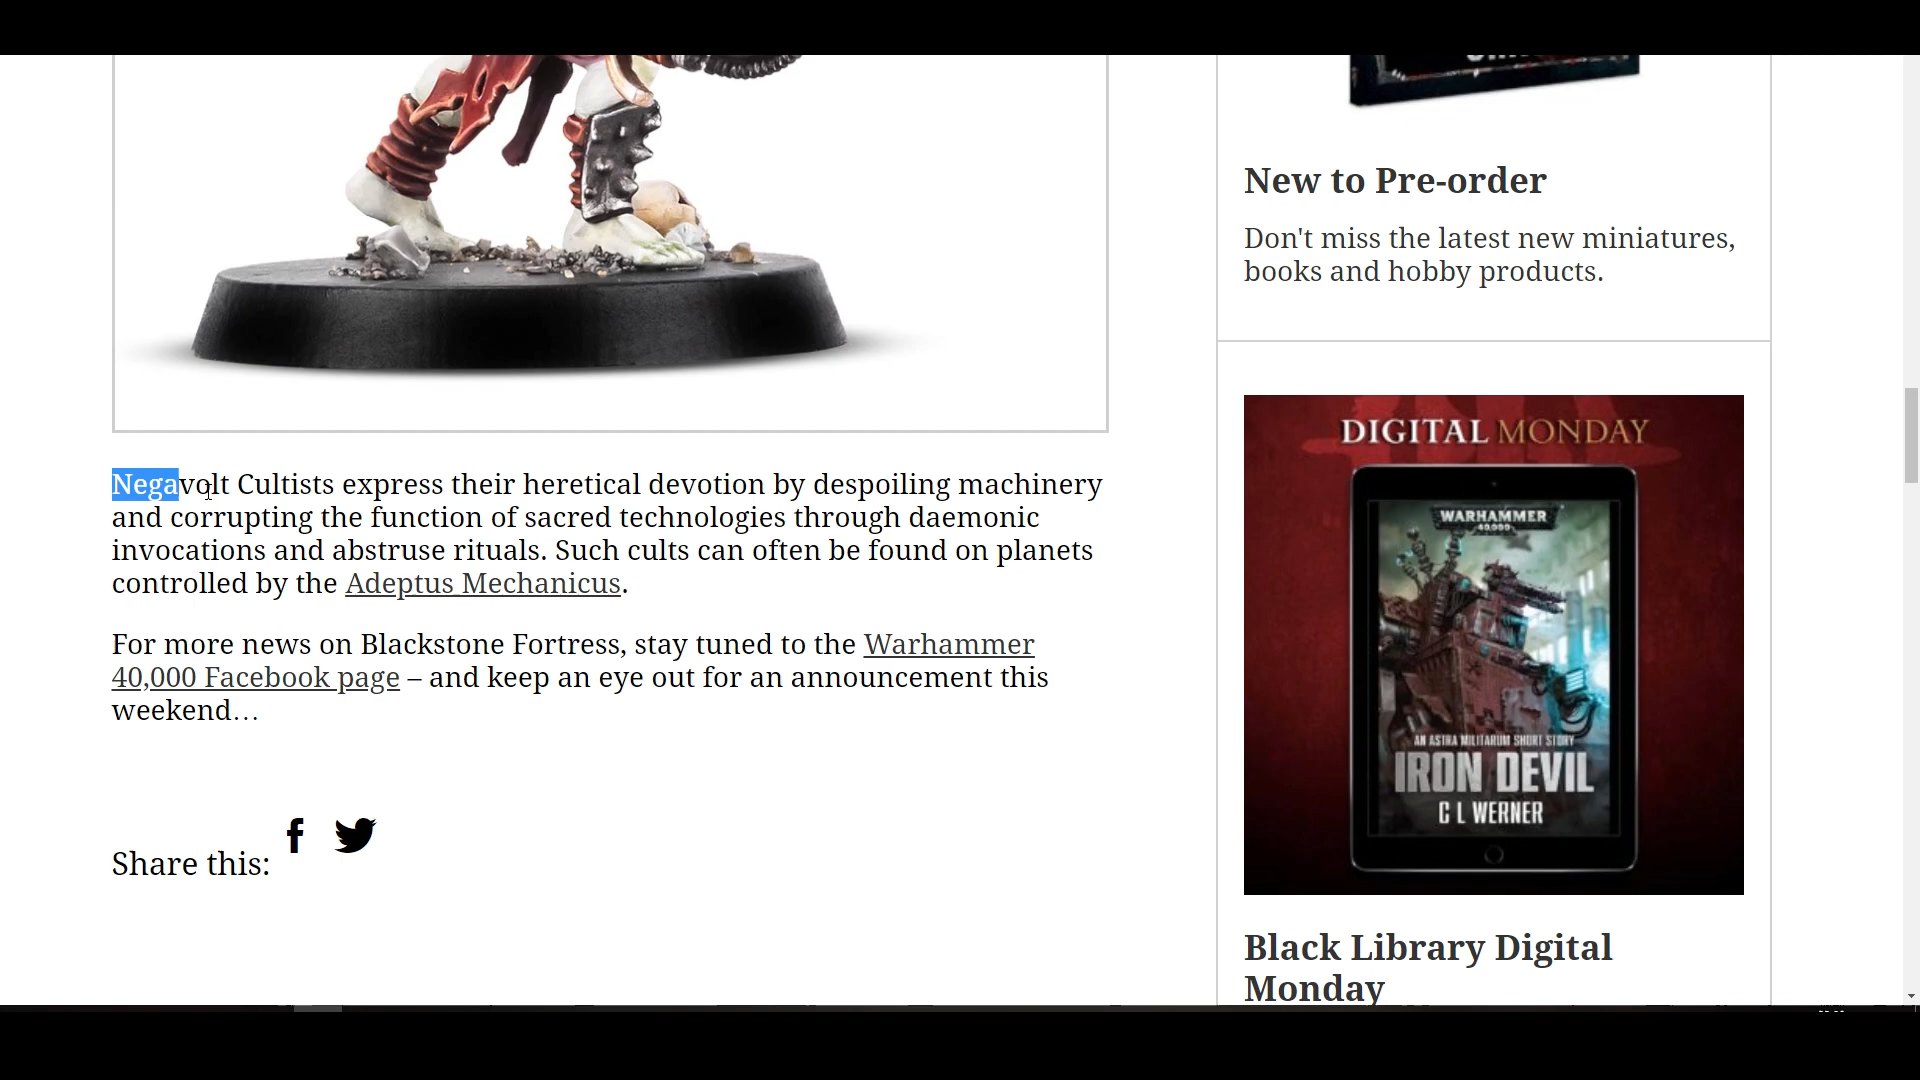 Negavolt Cultists express their heretical devotion by despoiling machinery
and corrupting the function of sacred technologies through daemonic
invocations and abstruse rituals. Such cults can often be found on planets
controlled by the Adeptus Mechanicus.
For more news on Blackstone Fortress, stay tuned to the Warhammer
40,000 Facebook page – and keep an eye out for an announcement this
weekend…
Share this:
New to Pre-order
Don't miss the latest new miniatures,
books and hobby products.
DIGITAL MONDAY
WARHAMMER
40,000
AN ASTRA MILITARUM SHORT STORY
IRON DEVIL
C L WERNER
Black Library Digital
Monday